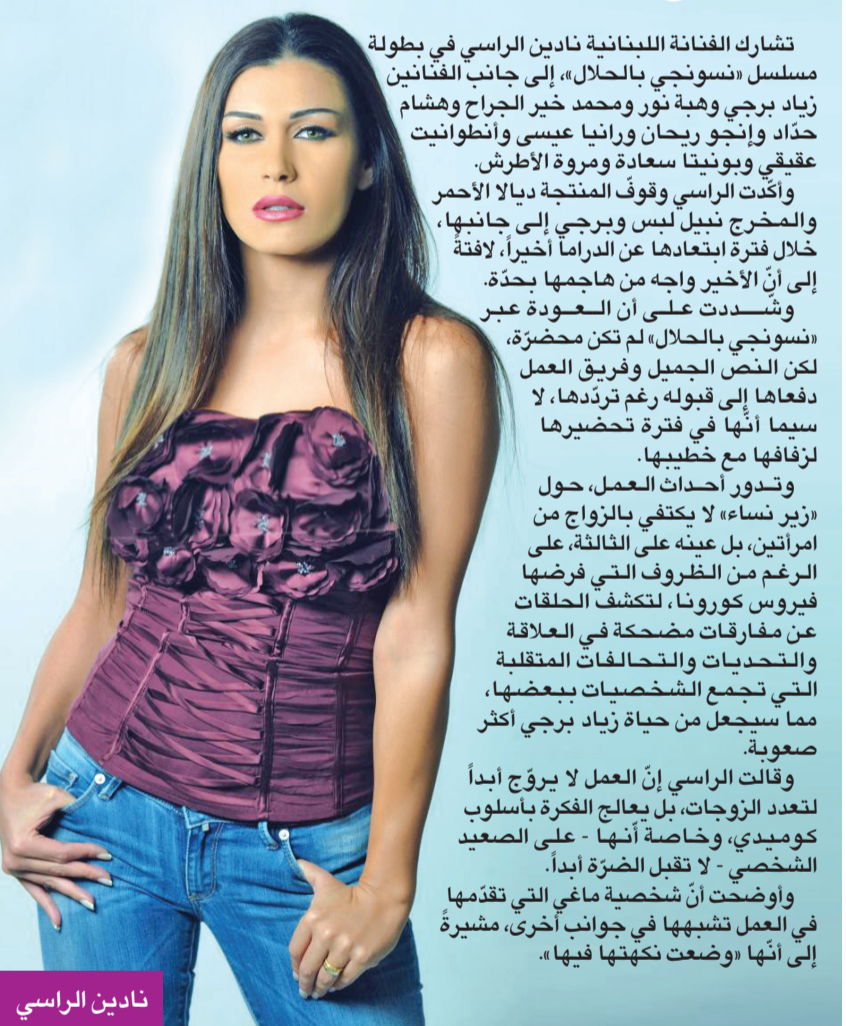 تشارك الفنانة اللبنانية نادين الراسي في بطولة
مسلسل «نسونجي بالحلال»، إلى جانب الفنانين
زياد برجي وهبة نور ومحمد خير الجراح وهشام
حدّاد وإنجو ريحان ورانيا عيسى وأنطوانيت
عقيقي وبونيتا سعادة ومروة الأطرش.
وأكّدت الراسي وقوفّ المنتجة ديالا الأحمر
والمخرج نبيل لبس وبرجي إلى جانبها،
خلال فترة ابتعادها عن الدراما أخيراً، لافتةً
إلى أنّ الأخير واجه من هاجمها بحدّة.
وشّددت على أن العودة عبر
«نسونجي بالحلال» لم تكن محضرّة،
لكن النص الجميل وفريق العمل
دفعاها إلى قبوله رغم تردّدها، لا
سيما أنّها في فترة تحضيرها
لزفافها مع خطيبها.
وتدور أحداث العمل، حول
«زير نساء» لا يكتفي بالزواج من
امرأتين، بل عينه على الثالثة، على
الرغم من الظروف التي فرضها
فيروس كورونا، لتكشف الحلقات
عن مفارقات مضحكة في العلاقة
والتحديات والتحالفات المتقلبة
التي تجمع الشخصيات ببعضها،
مما سيجعل من حياة زياد برجي أكثر
صعوبة.
وقالت الراسي إنّ العمل لا يروّج أبداً
لتعدد الزوجات، بل يعالج الفكرة بأسلوب
كوميدي، وخاصة أنها - على الصعيد
الشخصي - لا تقبل الضرّة أبداً.
وأوضحت أنّ شخصية ماغي التي تقدّمها
في العمل تشبهها في جوانب أخرى، مشيرةً
إلى أنّها «وضعت نكهتها فيها».
نادين الراسي